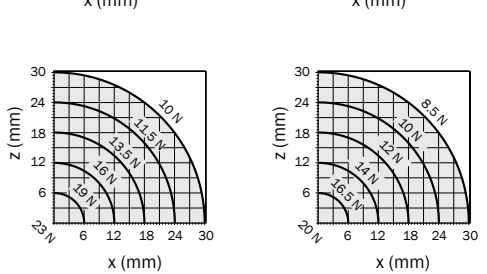 x (mm)
x (mm)
30
24
18
12
6
z (mm)
10 N
11.5 N
13.5 N
16 N
19 N
23 N
6 12 18 24 30
x (mm)
30
24
18
12
6
z (mm)
8.5 N
10 N
12 N
14 N
16.5 N
20 N
6 12 18 24 30
x (mm)